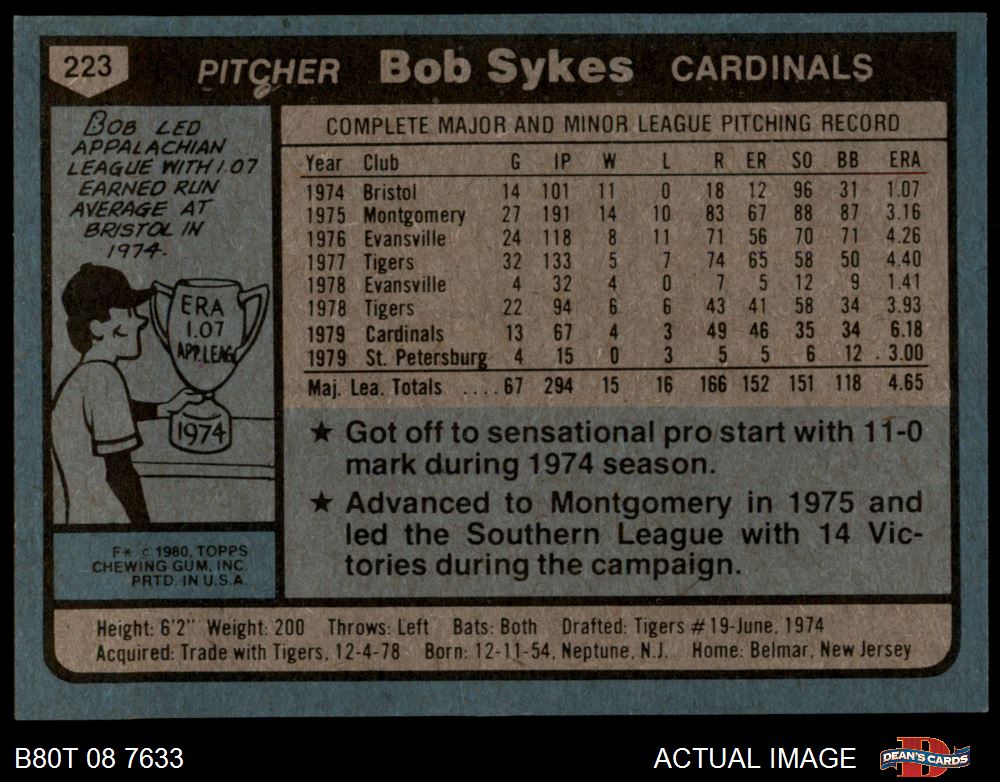 223 PITCHER Bob Sykes CARDINALS
BOB LED
APPALACHIAN
LEAGUE WITH 1.07
EARNED RUN
AVERAGE AT
BRISTOL IN
1974.
ERA
1.07
APP. LEAG
1974
F* © 1980, TOPPS
CHEWING GUM, INC.
PRTD. IN U.S.A.
COMPLETE MAJOR AND MINOR LEAGUE PITCHING RECORD
Year Club G IP W L R ER SO BB ERA
1974 Bristol 14 101 11 0 18 12 96 31 1.07
1975 Montgomery 27 191 14 10 83 67 88 87 3.16
1976 Evansville 24 118 8 11 71 56 70 71 4.26
1977 Tigers 32 133 5 7 74 65 58 50 4.40
1978 Evansville 4 32 4 0 7 5 12 9 1.41
1978 Tigers 22 94 6 6 43 41 58 34 3.93
1979 Cardinals 13 67 4 3 49 46 35 34 6.18
1979 St. Petersburg 4 15 0 3 5 5 6 12 3.00
Maj. Lea. Totals ....67 294 15 16 166 152 151 118 4.65
★ Got off to sensational pro start with 11-0
mark during 1974 season.
★ Advanced to Montgomery in 1975 and
led the Southern League with 14 Vic-
tories during the campaign.
Height: 6'2" Weight: 200 Throws: Left Bats: Both Drafted: Tigers #19-June, 1974
Acquired: Trade with Tigers, 12-4-78 Born: 12-11-54, Neptune, N.J. Home: Belmar, New Jersey
B80T 08 7633 ACTUAL IMAGE DEAN'S CARDS